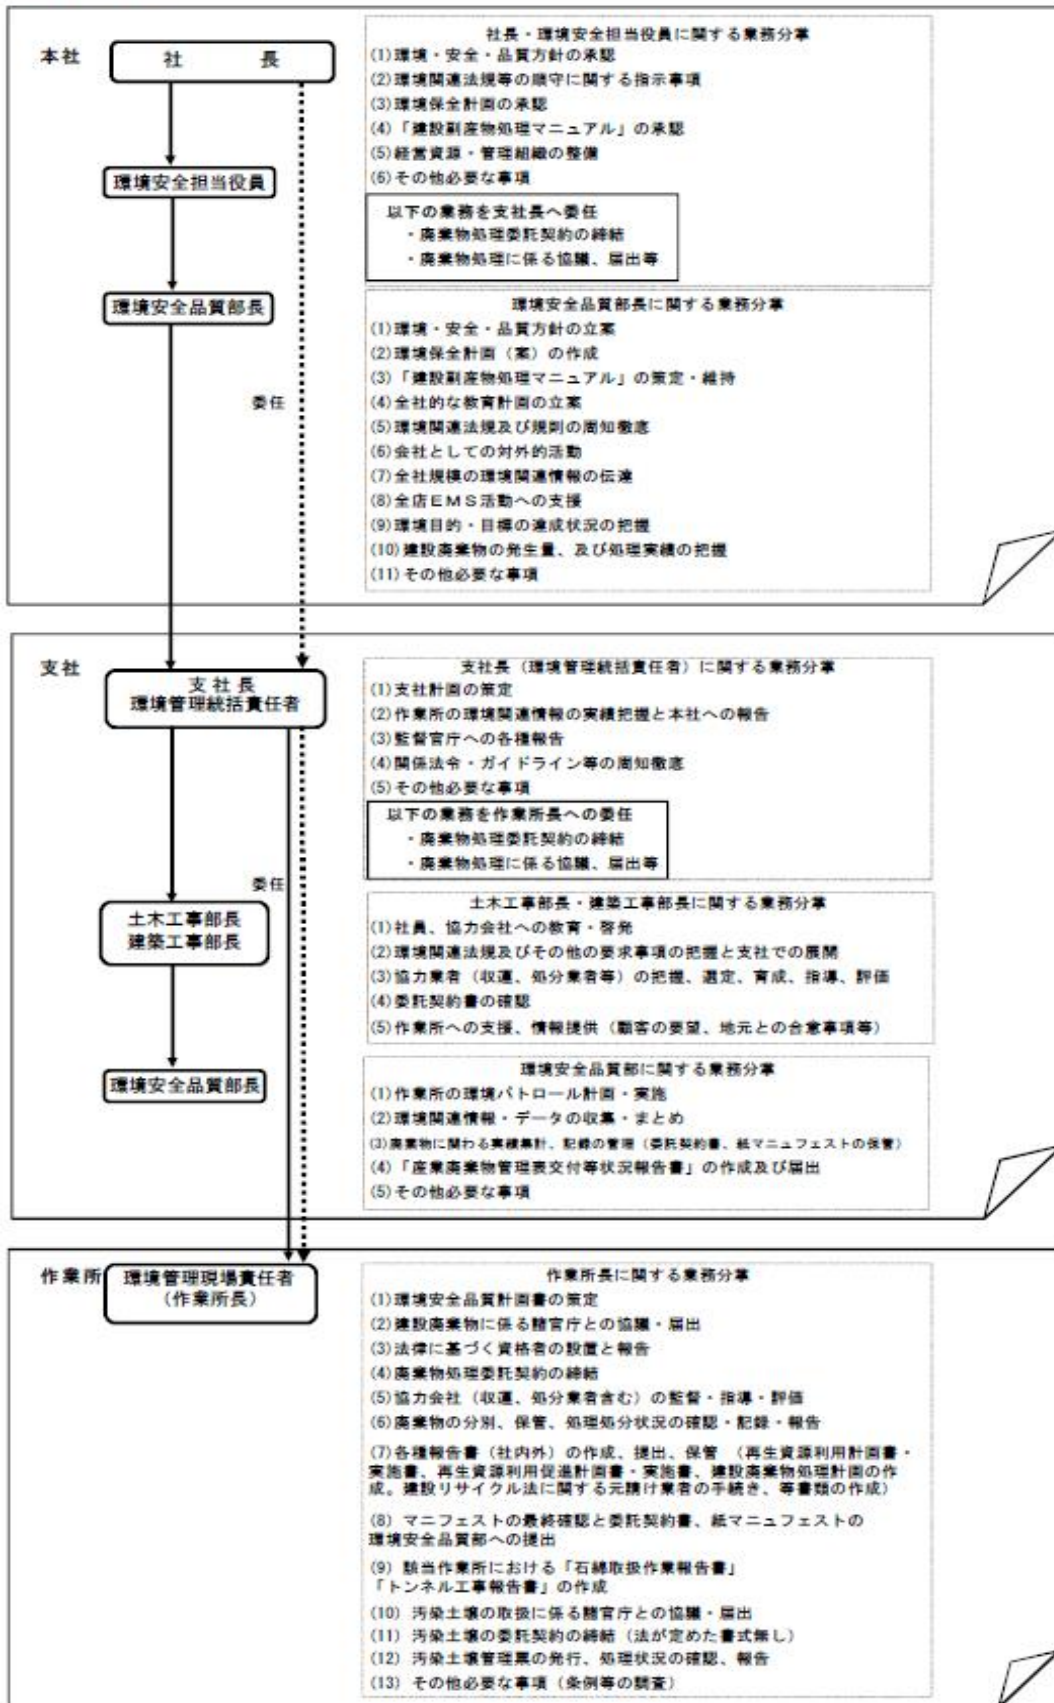 本社
社　　　長
環境安全担当役員
環境安全品質部長
委任
社長・環境安全担当役員に関する業務分掌
(1)環境・安全・品質方針の承認
(2)環境関連法規等の順守に関する指示事項
(3)環境保全計画の承認
(4)「建設副産物処理マニュアル」の承認
(5)経営資源・管理組織の整備
(6)その他必要な事項
以下の業務を支社長へ委任
・廃棄物処理委託契約の締結
・廃棄物処理に係る協議、届出等
環境安全品質部長に関する業務分掌
(1)環境・安全・品質方針の立案
(2)環境保全計画（案）の作成
(3)「建設副産物処理マニュアル」の策定・維持
(4)全社的な教育計画の立案
(5)環境関連法規及び規則の周知徹底
(6)会社としての対外的活動
(7)全社規模の環境関連情報の伝達
(8)全店ＥＭＳ活動への支援
(9)環境目的・目標の達成状況の把握
(10)建設廃棄物の発生量、及び処理実績の把握
(11)その他必要な事項
支社
支 社 長
環境管理統括責任者
委任
土木工事部長
建築工事部長
環境安全品質部長
支社長（環境管理統括責任者）に関する業務分掌
(1)支社計画の策定
(2)作業所の環境関連情報の実績把握と本社への報告
(3)監督官庁への各種報告
(4)関係法令・ガイドライン等の周知徹底
(5)その他必要な事項
以下の業務を作業所長への委任
・廃棄物処理委託契約の締結
・廃棄物処理に係る協議、届出等
土木工事部長・建築工事部長に関する業務分掌
(1)社員、協力会社への教育・啓発
(2)環境関連法規及びその他の要求事項の把握と支社での展開
(3)協力業者（収運、処分業者等）の把握、選定、育成、指導、評価
(4)委託契約書の確認
(5)作業所への支援、情報提供（顧客の要望、地元との合意事項等）
環境安全品質部に関する業務分掌
(1)作業所の環境パトロール計画・実施
(2)環境関連情報・データの収集・まとめ
(3)廃棄物に関わる実績集計、記録の管理（委託契約書、紙マニュフェストの保管）
(4)「産業廃棄物管理表交付等状況報告書」の作成及び届出
(5)その他必要な事項
作業所
環境管理現場責任者
（作業所長）
作業所長に関する業務分掌
(1)環境安全品質計画書の策定
(2)建設廃棄物に係る諸官庁との協議・届出
(3)法律に基づく資格者の設置と報告
(4)廃棄物処理委託契約の締結
(5)協力会社（収運、処分業者含む）の監督・指導・評価
(6)廃棄物の分別、保管、処理処分状況の確認・記録・報告
(7)各種報告書（社内外）の作成、提出、保管　（再生資源利用計画書・
実施書、再生資源利用促進計画書・実施書、建設廃棄物処理計画の作
成。建設リサイクル法に関する元請け業者の手続き、等書類の作成）
(8) マニフェストの最終確認と委託契約書、紙マニュフェストの
環境安全品質部への提出
(9) 該当作業所における「石綿取扱作業報告書」
「トンネル工事報告書」の作成
(10) 汚染土壌の取扱に係る諸官庁との協議・届出
(11) 汚染土壌の委託契約の締結（法が定めた書式無し）
(12) 汚染土壌管理票の発行、処理状況の確認、報告
(13) その他必要な事項（条例等の調査）